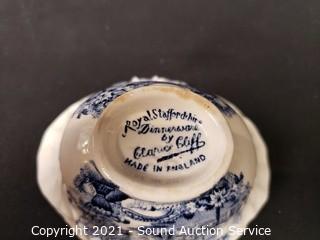 Royal Staffordshire
Dinnerware
by
Clarice Cliff
MADE IN ENGLAND
Copyright 2021 - Sound Auction Service